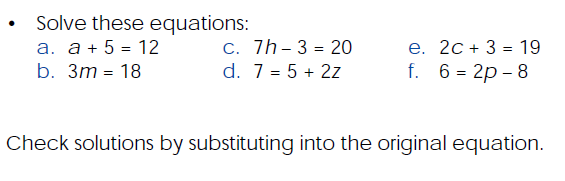 • Solve these equations:
a. a + 5 = 12 c. 7h – 3 = 20 e. 2c + 3 = 19
b. 3m = 18 d. 7 = 5 + 2z f. 6 = 2p – 8
Check solutions by substituting into the original equation.